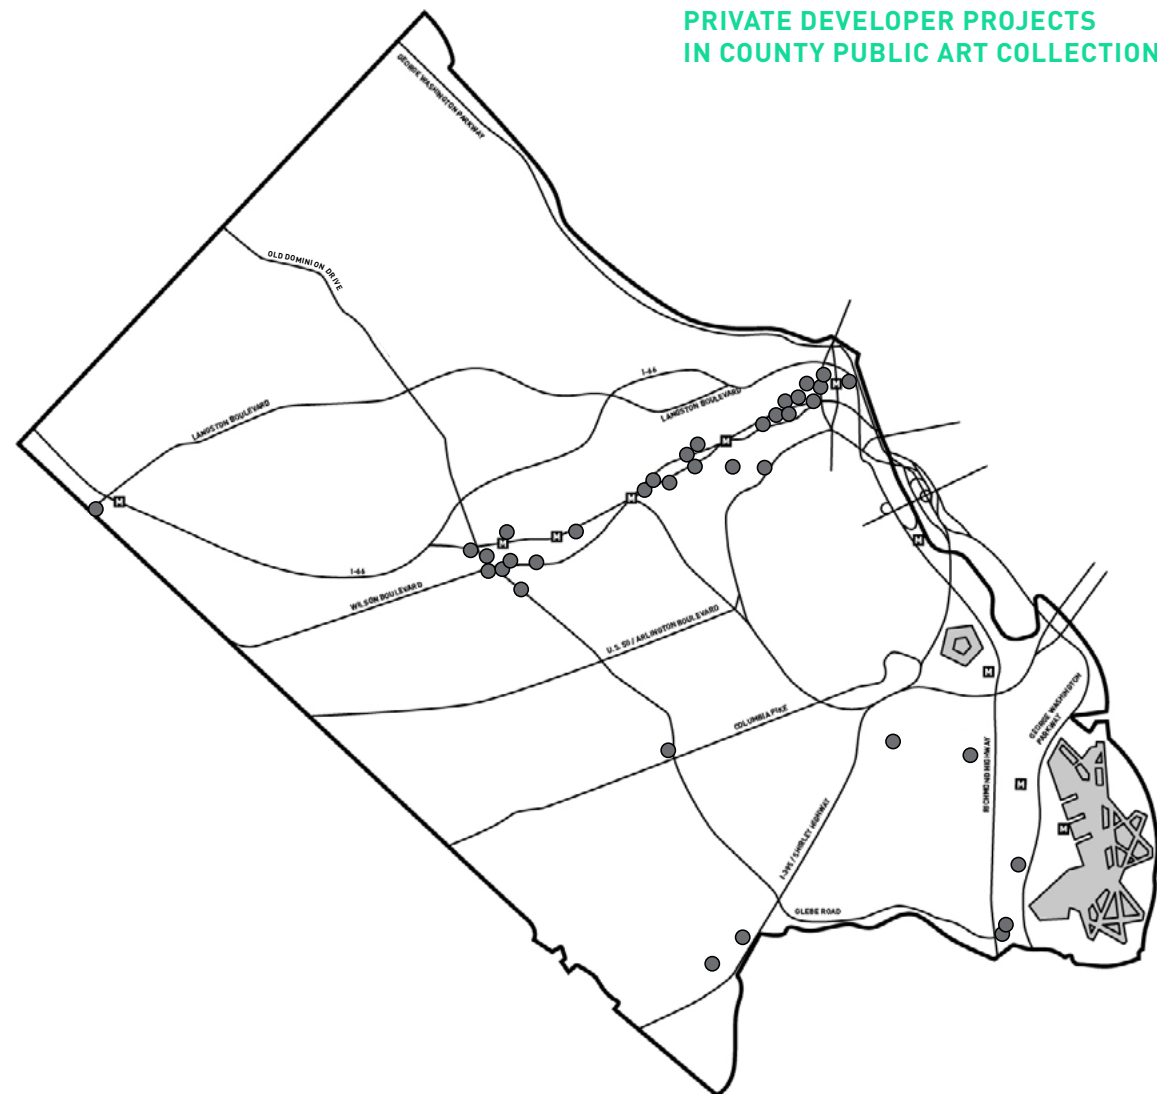 PRIVATE DEVELOPER PROJECTS
IN COUNTY PUBLIC ART COLLECTION
GEORGE WASHINGTON PARKWAY
OLD DOMINION DRIVE
I-66
LANGSTON BOULEVARD
LANGSTON BOULEVARD
M
M
M
M
M
M
I-66
WILSON BOULEVARD
M
U.S. 50 / ARLINGTON BOULEVARD
M
COLUMBIA PIKE
GEORGE WASHINGTON
PARKWAY
RICHMOND HIGHWAY
M
M
I-395 / SHIRLEY HIGHWAY
GLEBE ROAD